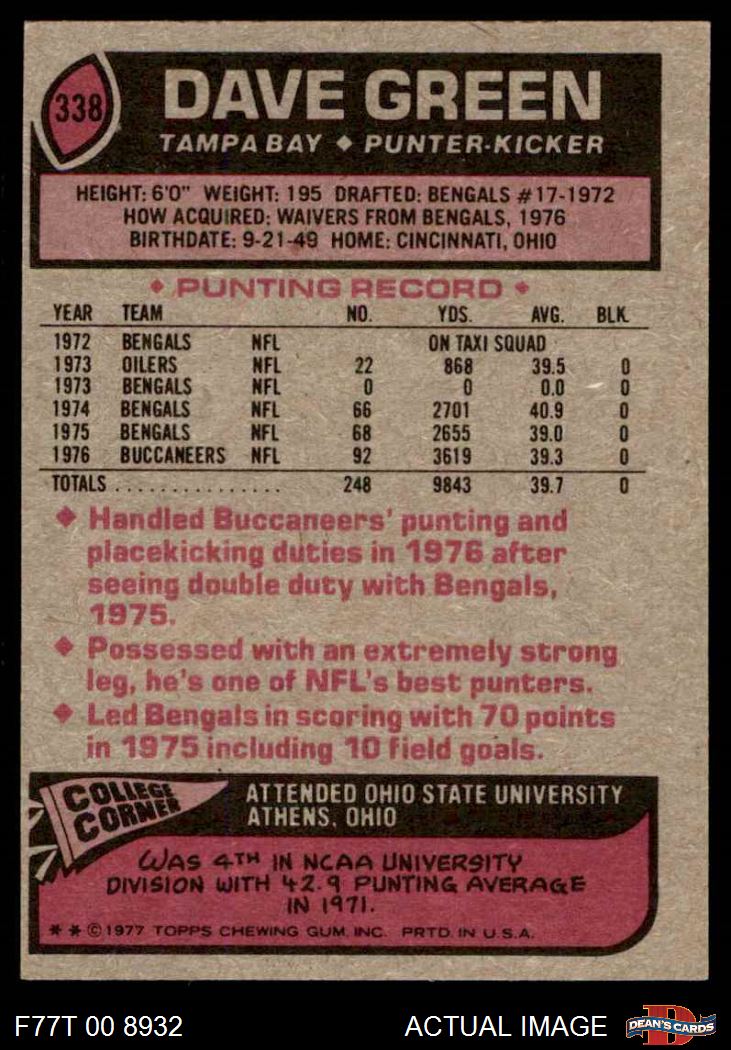 338
DAVE GREEN
TAMPA BAY ◆ PUNTER-KICKER
HEIGHT: 6'0" WEIGHT: 195 DRAFTED: BENGALS #17-1972
HOW ACQUIRED: WAIVERS FROM BENGALS, 1976
BIRTHDATE: 9-21-49 HOME: CINCINNATI, OHIO
◆ PUNTING RECORD ◆
YEAR TEAM NO. YDS. AVG. BLK.
1972 BENGALS NFL ON TAXI SQUAD
1973 OILERS NFL 22 868 39.5 0
1973 BENGALS NFL 0 0 0.0 0
1974 BENGALS NFL 66 2701 40.9 0
1975 BENGALS NFL 68 2655 39.0 0
1976 BUCCANEERS NFL 92 3619 39.3 0
TOTALS ................ 248 9843 39.7 0
◆ Handled Buccaneers' punting and
placekicking duties in 1976 after
seeing double duty with Bengals,
1975.
◆ Possessed with an extremely strong
leg, he's one of NFL's best punters.
◆ Led Bengals in scoring with 70 points
in 1975 including 10 field goals.
COLLEGE
CORNER
ATTENDED OHIO STATE UNIVERSITY
ATHENS, OHIO
WAS 4TH IN NCAA UNIVERSITY
DIVISION WITH 42.9 PUNTING AVERAGE
IN 1971.
* * © 1977 TOPPS CHEWING GUM, INC. PRTD. IN U.S.A.
F77T 00 8932
ACTUAL IMAGE
D
DEAN'S CARDS